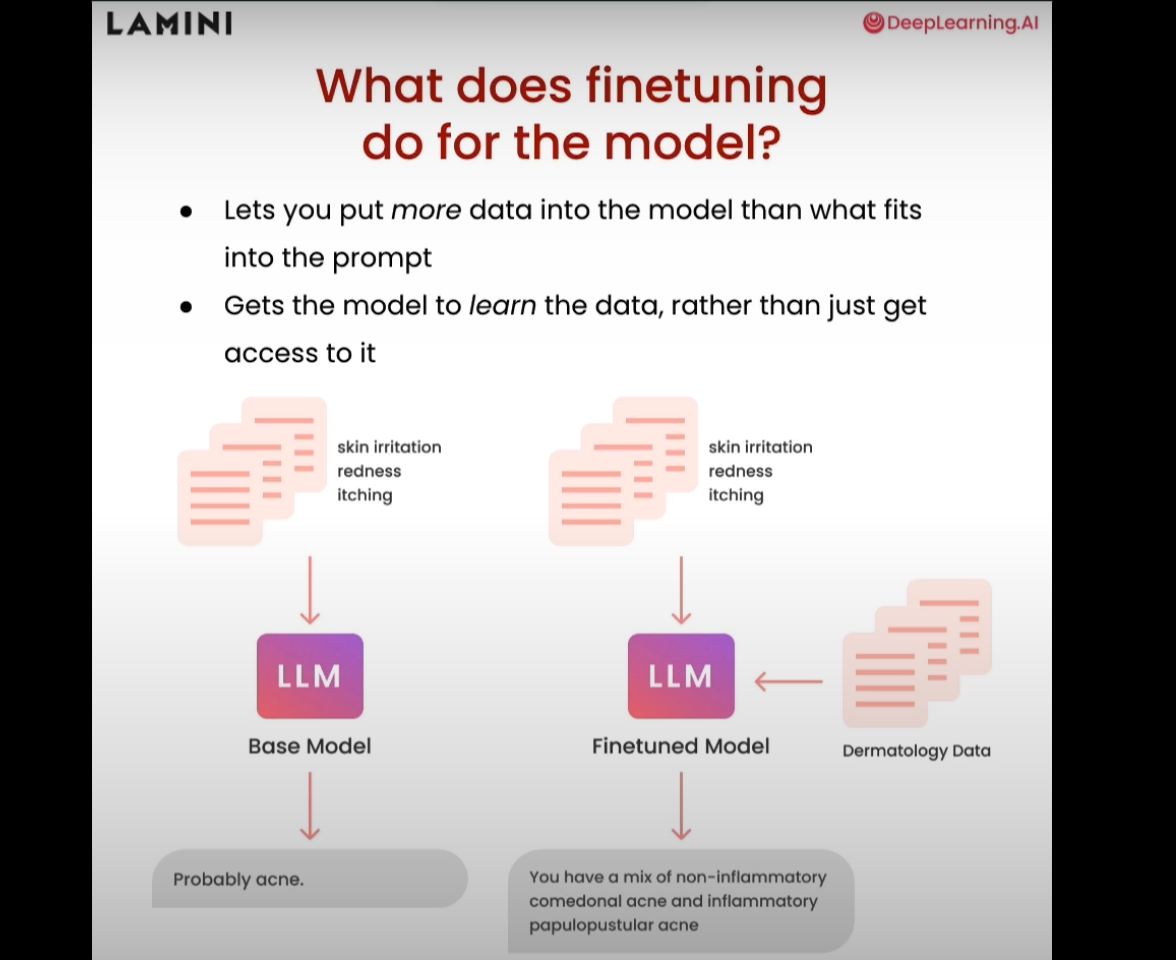 LAMINI
DeepLearning.AI
What does finetuning
do for the model?
● Lets you put more data into the model than what fits
into the prompt
● Gets the model to learn the data, rather than just get
access to it
skin irritation
redness
itching
skin irritation
redness
itching
LLM
Base Model
LLM
Finetuned Model
Dermatology Data
Probably acne.
You have a mix of non-inflammatory
comedonal acne and inflammatory
papulopustular acne